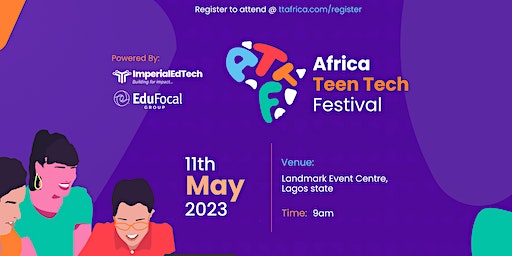 Register to attend @ ttafrica.com/register
Powered By:
ImperialEdTech
Building for impact...
EduFocal
GROUP
ATTF
Africa
Teen Tech
Festival
11th
May
2023
Venue:
Landmark Event Centre,
Lagos state
Time: 9am